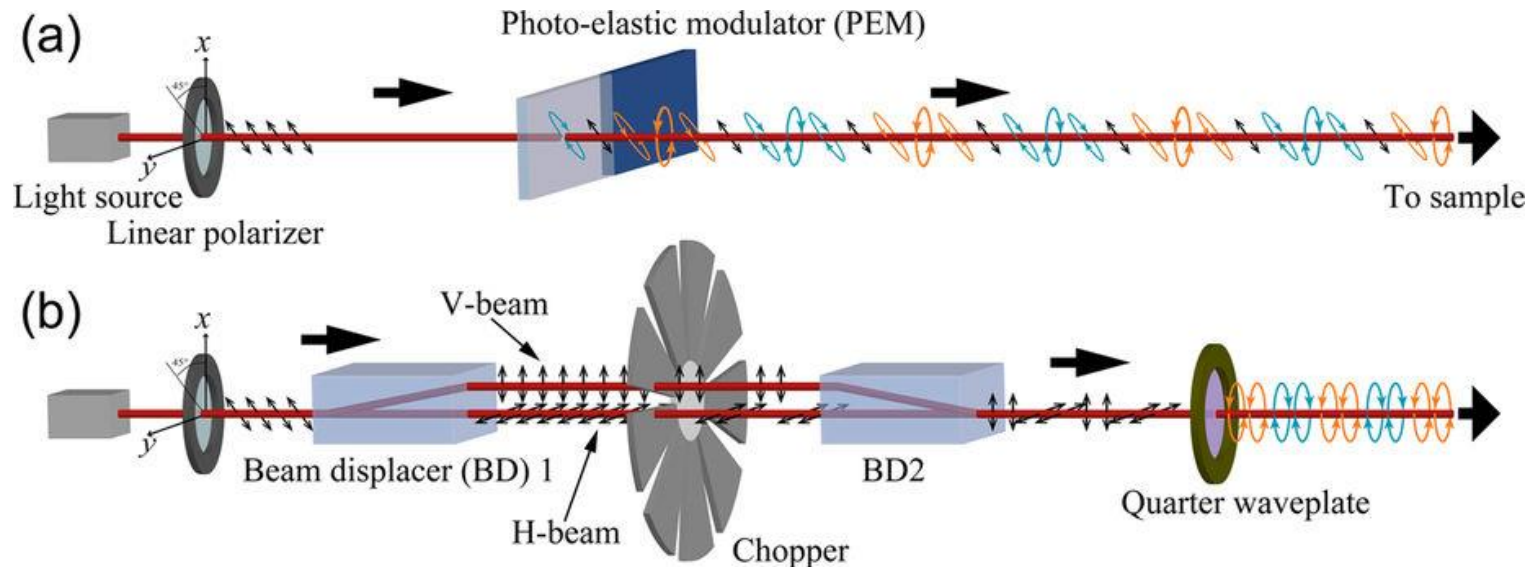 (a)
Photo-elastic modulator (PEM)
x
45°
y
Light source
Linear polarizer
To sample
(b)
V-beam
x
45°
y
Beam displacer (BD) 1
BD2
H-beam
Chopper
Quarter waveplate